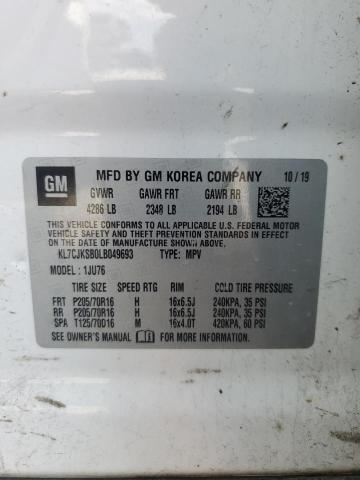 GM
MFD BY GM KOREA COMPANY 10/19
GVWR GAWR FRT GAWR RR
4286 LB 2348 LB 2194 LB
THIS VEHICLE CONFORMS TO ALL APPLICABLE U.S. FEDERAL MOTOR
VEHICLE SAFETY AND THEFT PREVENTION STANDARDS IN EFFECT
ON THE DATE OF MANUFACTURE SHOWN ABOVE.
KL7CJKSB0LB049693 TYPE: MPV
MODEL: 1JU76
TIRE SIZE SPEED RTG RIM COLD TIRE PRESSURE
FRT P205/70R16 H 16x6.5J 240KPA, 35 PSI
RR P205/70R16 H 16x6.5J 240KPA, 35 PSI
SPA T125/70D16 M 16x4.0T 420KPA, 60 PSI
SEE OWNER'S MANUAL FOR MORE INFORMATION.